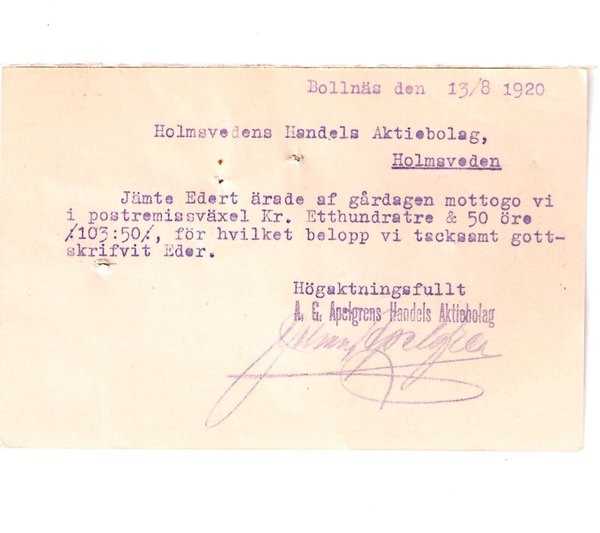 Bollnäs den 13/8 1920
Holmsvedens Handels Aktiebolag,
Holmsveden
Jämte Edert ärade af gårdagen mottogo vi
i postremissväxel Kr. Etthundratre & 50 öre
/103:50/, för hvilket belopp vi tacksamt gott-
skrifvit Eder.
Högaktningsfullt
A. G. Apelgrens Handels Aktiebolag
Apelgren